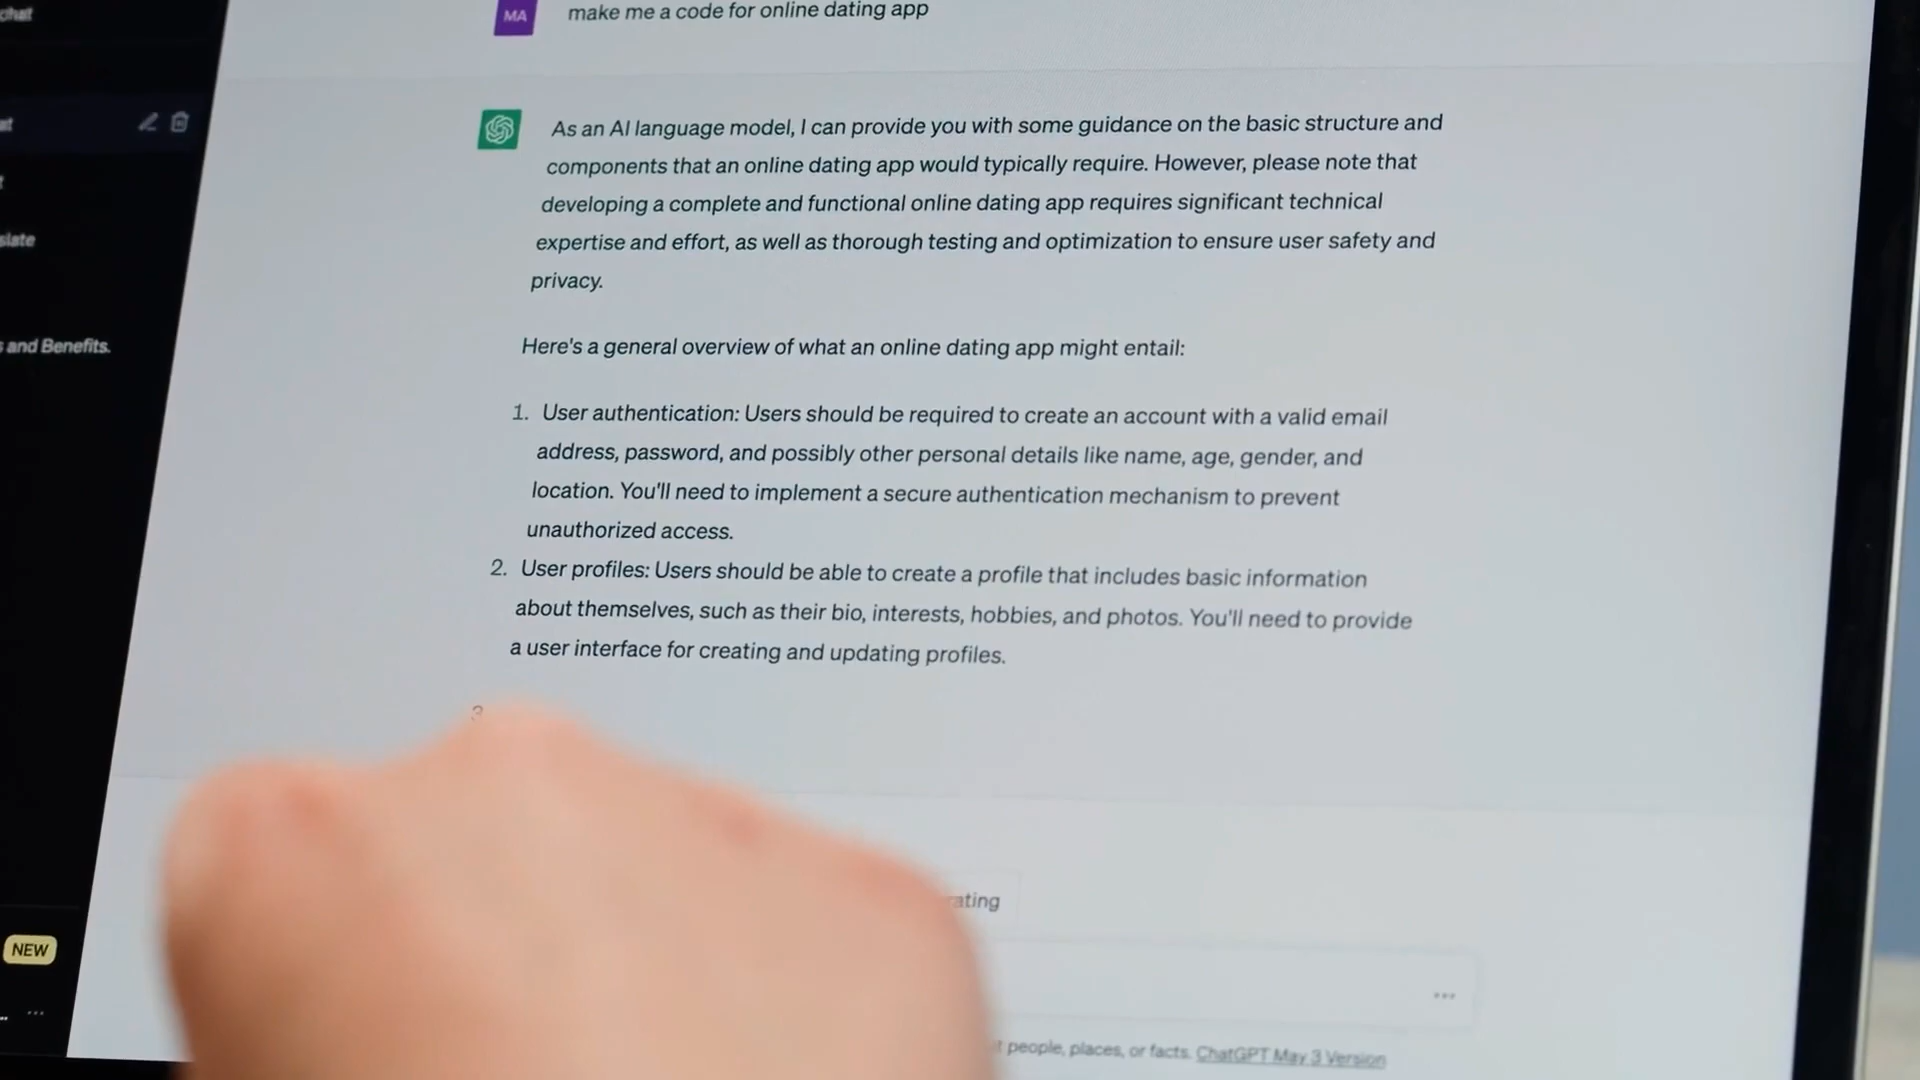 chat
MA
make me a code for online dating app
As an AI language model, I can provide you with some guidance on the basic structure and
components that an online dating app would typically require. However, please note that
developing a complete and functional online dating app requires significant technical
expertise and effort, as well as thorough testing and optimization to ensure user safety and
privacy.
Here's a general overview of what an online dating app might entail:
1. User authentication: Users should be required to create an account with a valid email
address, password, and possibly other personal details like name, age, gender, and
location. You'll need to implement a secure authentication mechanism to prevent
unauthorized access.
2. User profiles: Users should be able to create a profile that includes basic information
about themselves, such as their bio, interests, hobbies, and photos. You'll need to provide
a user interface for creating and updating profiles.
3
and Benefits.
NEW
...
people, places, or facts. ChatGPT May 3 Version